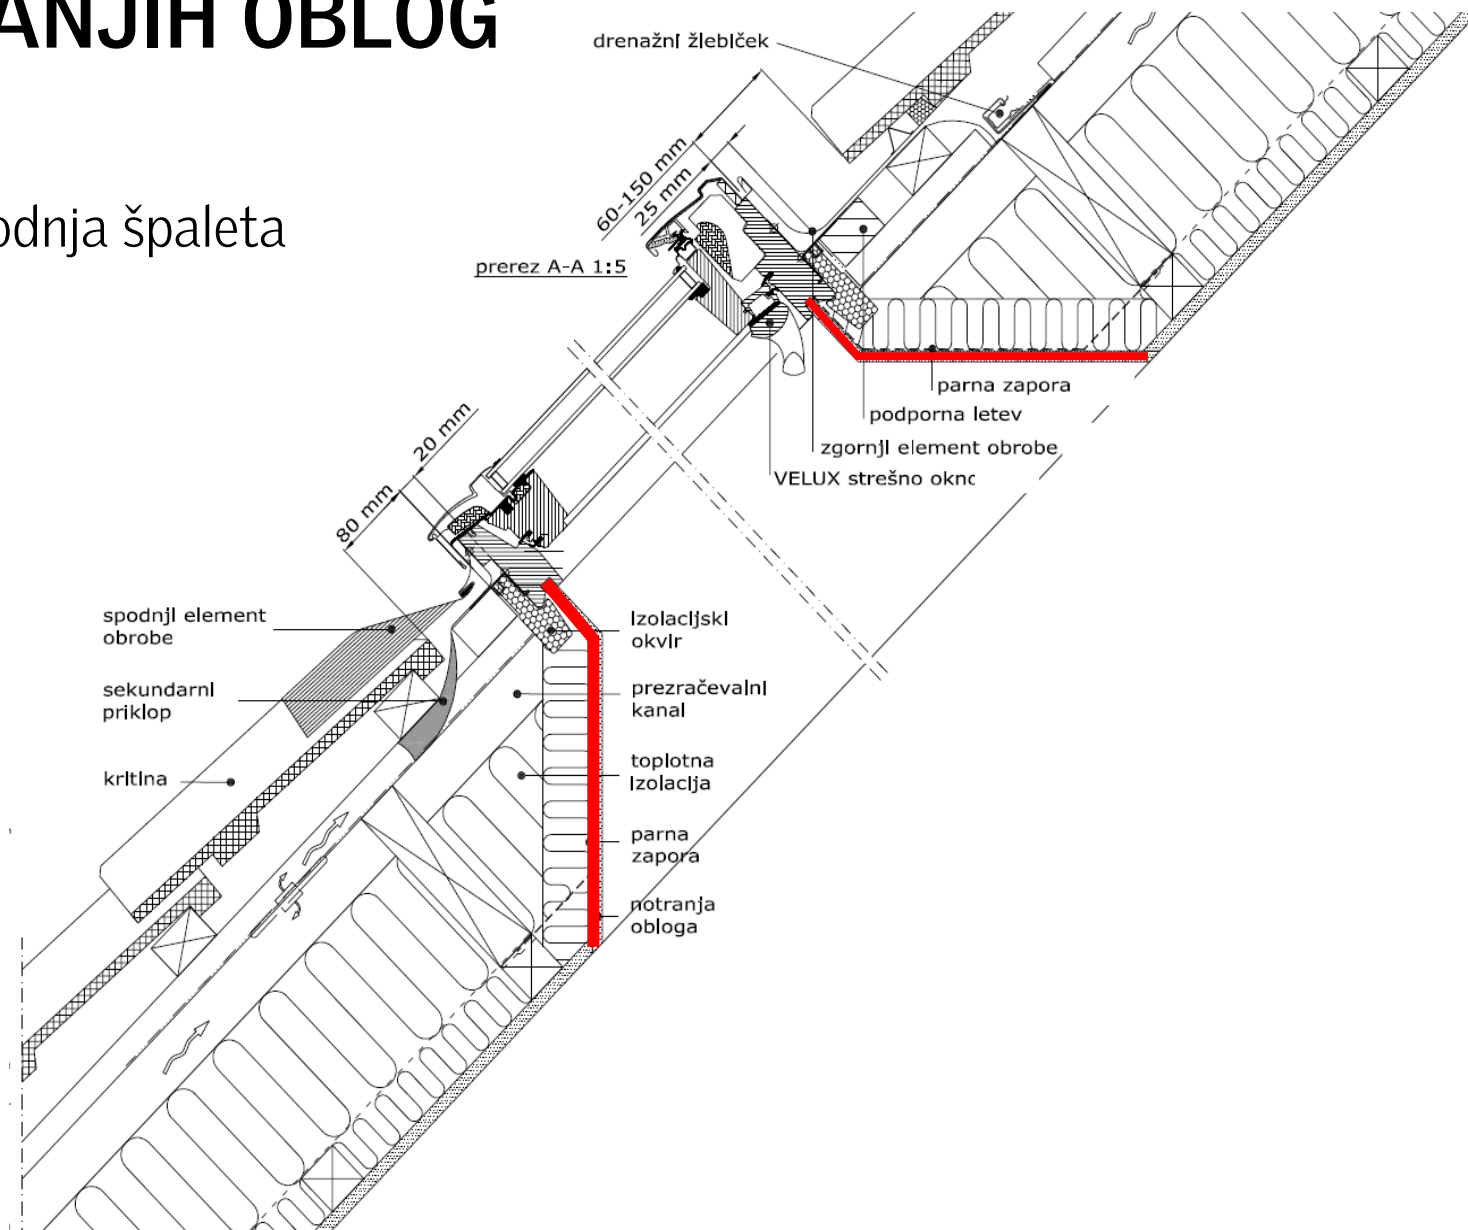 ANJIH OBLOG
drenažni žlebiček
60-150 mm
25 mm
odnja špaleta
prerez A-A 1:5
parna zapora
podporna letev
zgornji element obrobe
VELUX strešno okno
20 mm
80 mm
spodnji element
obrobe
izolacijski
okvir
sekundarni
priklop
prezračevalni
kanal
kritina
toplotna
izolacija
parna
zapora
notranja
obloga